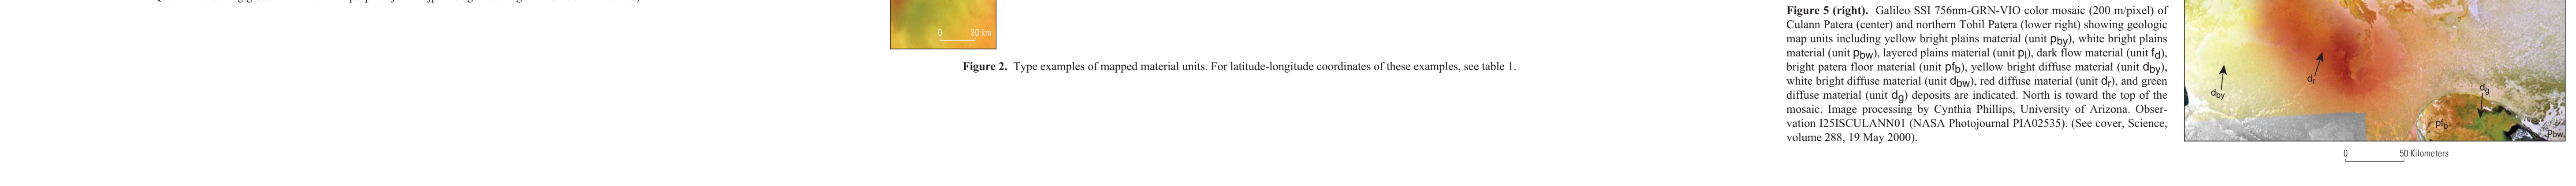 0 30 km
Figure 2. Type examples of mapped material units. For latitude-longitude coordinates of these examples, see table 1.
Figure 5 (right). Galileo SSI 756nm-GRN-VIO color mosaic (200 m/pixel) of
Culann Patera (center) and northern Tohil Patera (lower right) showing geologic
map units including yellow bright plains material (unit pby), white bright plains
material (unit pbw), layered plains material (unit pl), dark flow material (unit fd),
bright patera floor material (unit pfb), yellow bright diffuse material (unit dby),
white bright diffuse material (unit dbw), red diffuse material (unit dr), and green
diffuse material (unit dg) deposits are indicated. North is toward the top of the
mosaic. Image processing by Cynthia Phillips, University of Arizona. Obser-
vation I25ISCULANN01 (NASA Photojournal PIA02535). (See cover, Science,
volume 288, 19 May 2000).
dr
dby
dg
pfb
pbw
0 50 Kilometers